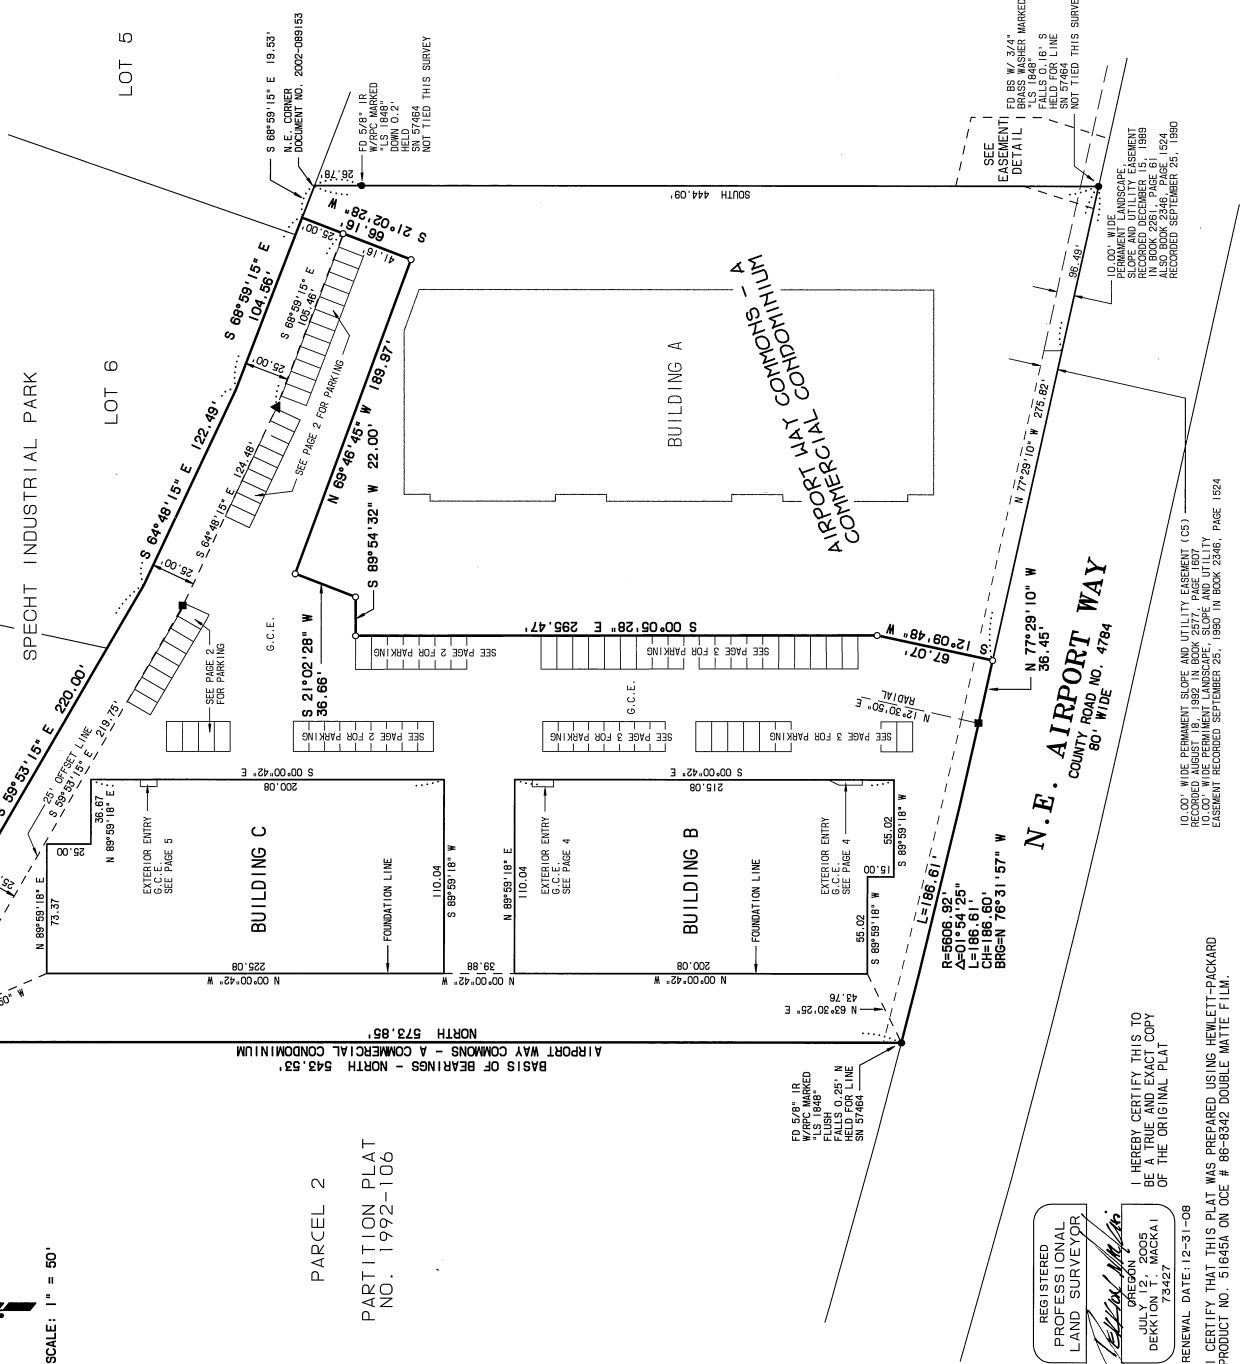 LOT 5
S 68°59'15" E 19.53'
N.E. CORNER
DOCUMENT NO. 2002-089153
FD 5/8" IR
W/RPC MARKED
"LS 1848"
DOWN 0.2'
HELD
SN 57464
NOT TIED THIS SURVEY
26.78
FD BS W/ 3/4"
BRASS WASHER MARKED
"LS 1848"
FALLS 0.16' S
HELD FOR LINE
SN 57464
NOT TIED THIS SURVEY
SEE
EASEMENT
DETAIL
SOUTH 444.09'
10.00' WIDE
PERMANENT LANDSCAPE,
SLOPE AND UTILITY EASEMENT
RECORDED DECEMBER 15, 1989
IN BOOK 2261, PAGE 61
ALSO BOOK 2346, PAGE 1524
RECORDED SEPTEMBER 25, 1990
96.49'
S 21°02'28" W
66.16'
25.00'
41.16'
S 68°59'15" E
104.56'
S 68°59'15" E
105.46'
25.00'
LOT 6
SPECHT INDUSTRIAL PARK
S 64°48'15" E 122.49'
S 64°48'15" E 124.48'
SEE PAGE 2 FOR PARKING
25.00'
N 69°46'45" W 189.97'
S 89°54'32" W 22.00'
BUILDING A
AIRPORT WAY COMMONS - A
COMMERCIAL CONDOMINIUM
N 77°29'10" W 275.82'
S 21°02'28" W
36.66'
G.C.E.
S 00°05'28" E 295.47'
SEE PAGE 2 FOR PARKING
SEE PAGE 3 FOR PARKING
S 12°09'48" W
67.07'
N 77°29'10" W
36.45'
10.00' WIDE PERMANENT SLOPE AND UTILITY EASEMENT (C5)
RECORDED AUGUST 18, 1992 IN BOOK 2577, PAGE 1607
10.00' WIDE PERMIMENT LANDSCAPE, SLOPE AND UTILITY
EASEMENT RECORDED SEPTEMBER 25, 1990 IN BOOK 2346, PAGE 1524
N.E. AIRPORT WAY
COUNTY ROAD NO. 4784
80' WIDE
S 59°53'15" E 220.00'
25' OFFSET LINE
S 59°53'15" E 219.75'
SEE PAGE 2
FOR PARKING
SEE PAGE 2 FOR PARKING
G.C.E.
SEE PAGE 3 FOR PARKING
SEE PAGE 3 FOR PARKING
N 12°30'50" E
RADIAL
25.00
N 89°59'18" E
36.67
S 00°00'42" E
200.08
S 00°00'42" E
215.08
EXTERIOR ENTRY
G.C.E.
SEE PAGE 5
EXTERIOR ENTRY
G.C.E.
SEE PAGE 4
EXTERIOR ENTRY
G.C.E.
SEE PAGE 4
N 89°59'18" E
73.37
BUILDING C
FOUNDATION LINE
110.04
S 89°59'18" W
N 89°59'18" E
110.04
BUILDING B
FOUNDATION LINE
55.02
S 89°59'18" W
15.00
55.02
S 89°59'18" W
225.08
N 00°00'42" W
39.88
N 00°00'42" W
200.08
N 00°00'42" W
L=186.61'
R=5606.92'
Δ=01°54'25"
L=186.61'
CH=186.60'
BRG=N 76°31'57" W
N 63°30'25" E
43.76
NORTH 573.85'
AIRPORT WAY COMMONS - A COMMERCIAL CONDOMINIUM
BASIS OF BEARINGS - NORTH 543.53'
FD 5/8" IR
W/RPC MARKED
"LS 1848"
FLUSH
FALLS 0.25' N
HELD FOR LINE
SN 57464
PARCEL 2
PARTITION PLAT
NO. 1992-106
SCALE: 1" = 50'
I HEREBY CERTIFY THIS TO
BE A TRUE AND EXACT COPY
OF THE ORIGINAL PLAT
REGISTERED
PROFESSIONAL
LAND SURVEYOR
OREGON
JULY 12, 2005
DEKKION T. MACKAI
73427
RENEWAL DATE: 12-31-08
I CERTIFY THAT THIS PLAT WAS PREPARED USING HEWLETT-PACKARD
PRODUCT NO. 51645A ON OCE # 86-8342 DOUBLE MATTE FILM.